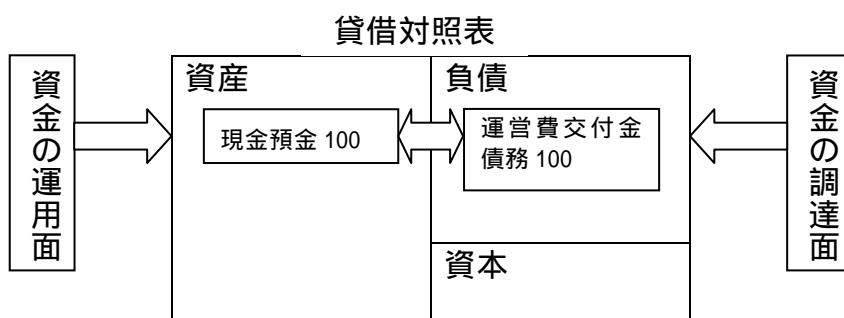 貸借対照表
資金の運用面
資産
現金預金 100
負債
運営費交付金
債務 100
資本
資金の調達面